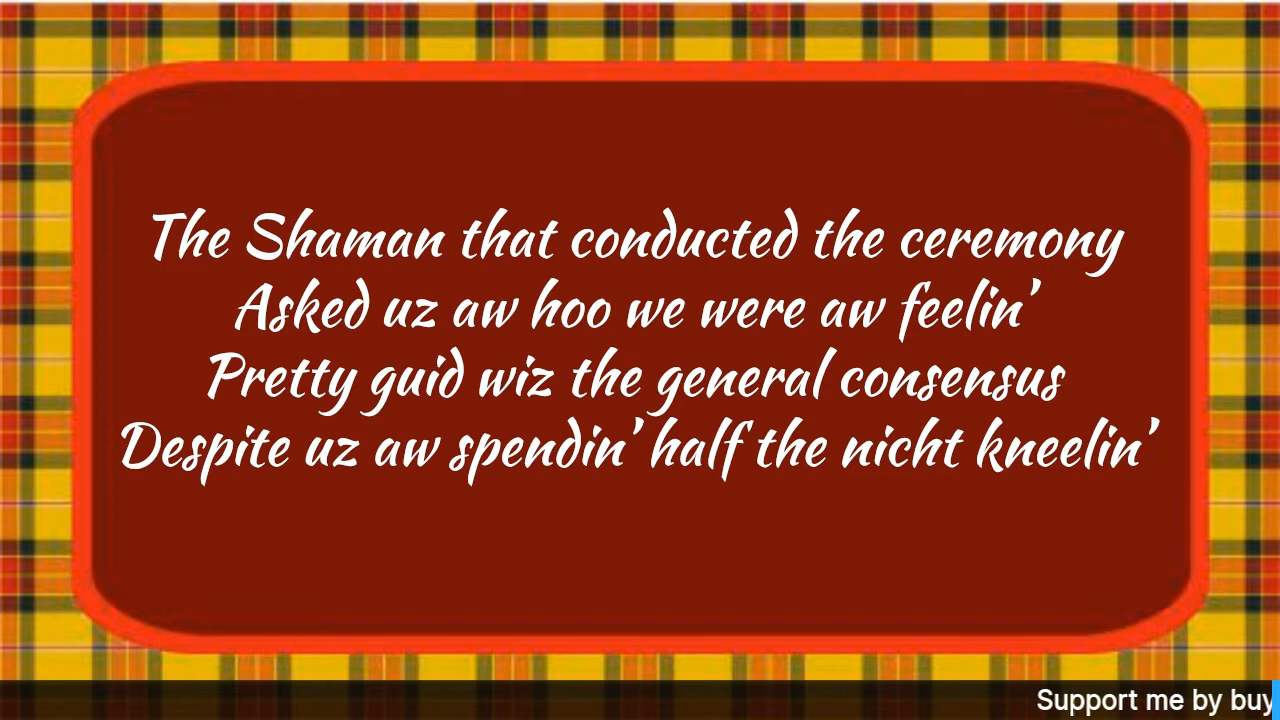 The Shaman that conducted the ceremony
Asked uz aw hoo we were aw feelin’
Pretty guid wiz the general consensus
Despite uz aw spendin’ half the nicht kneelin’
Support me by buy